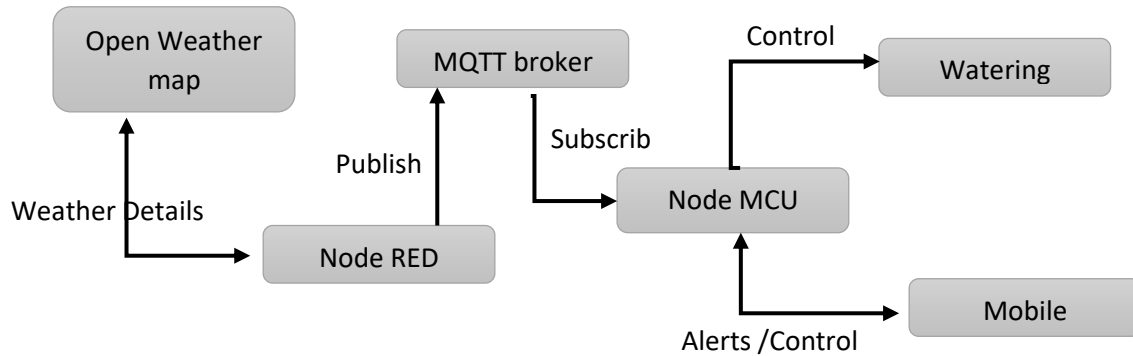 Open Weather
map
MQTT broker
Control
Watering
Publish
Subscrib
Node MCU
Weather Details
Node RED
Mobile
Alerts /Control